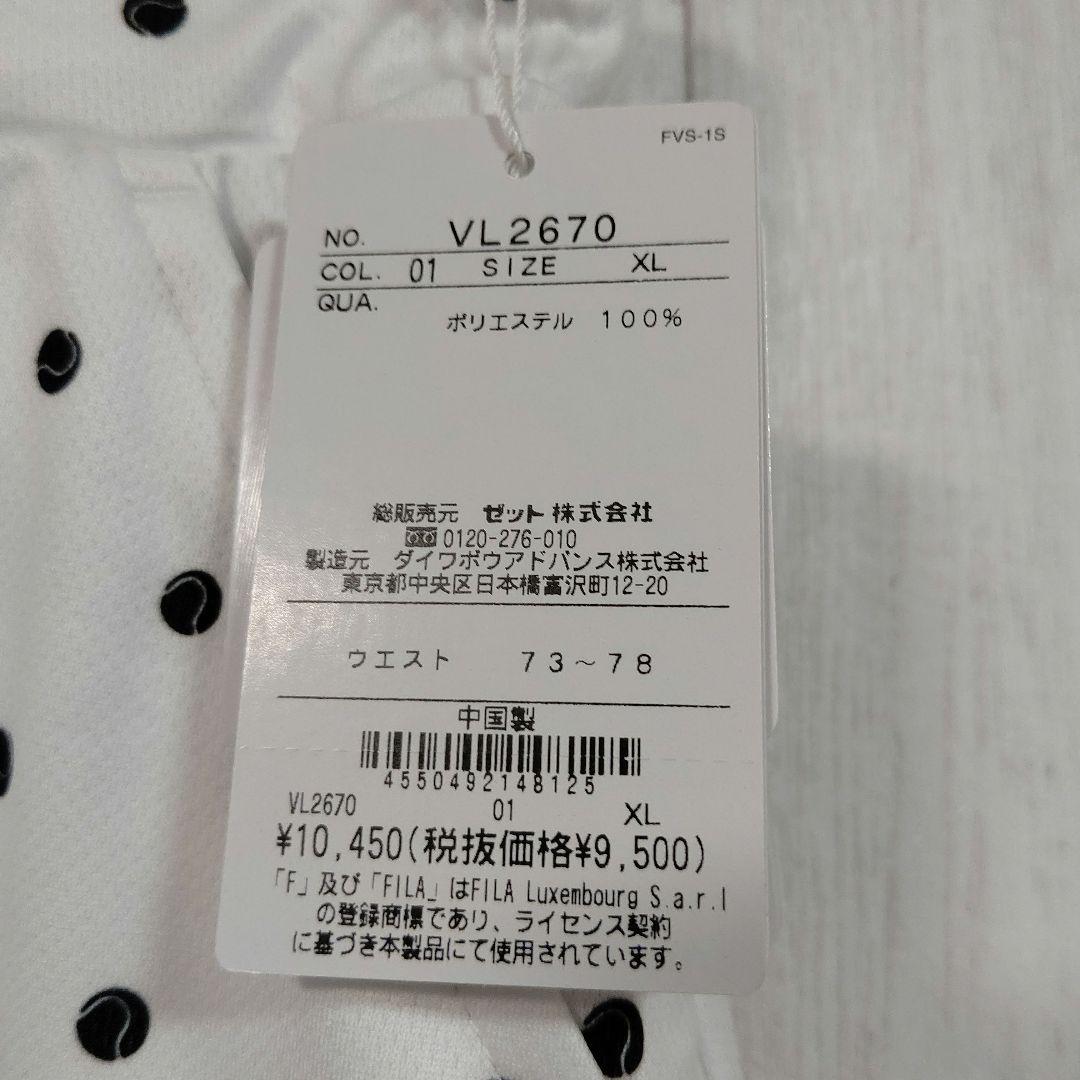 FVS-1S
NO. VL2670
COL. 01 SIZE XL
QUA.
ポリエステル 100%
総販売元 ゼット株式会社
0120-276-010
製造元 ダイワボウアドバンス株式会社
東京都中央区日本橋富沢町12-20
ウエスト 73~78
中国製
4550492148125
VL2670 01 XL
¥10,450(税抜価格¥9,500)
「F」及び「FILA」はFILA Luxembourg S.a.r.l
の登録商標であり、ライセンス契約
に基づき本製品にて使用されています。